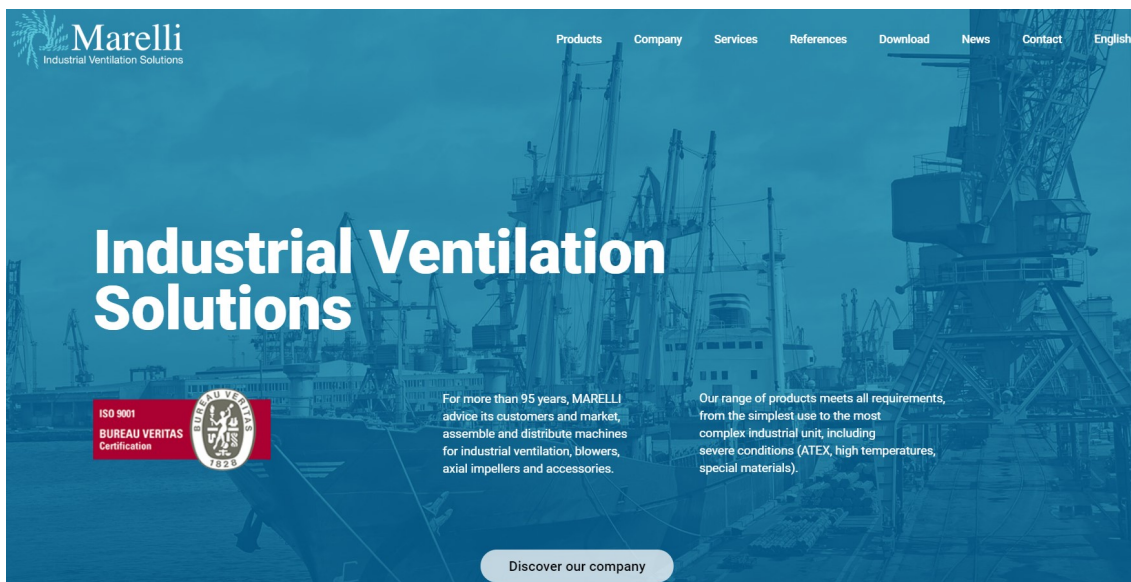 Marelli
Industrial Ventilation Solutions
Products Company Services References Download News Contact English
Industrial Ventilation
Solutions
ISO 9001
BUREAU VERITAS
Certification
BUREAU VERITAS
1828
For more than 95 years, MARELLI
advice its customers and market,
assemble and distribute machines
for industrial ventilation, blowers,
axial impellers and accessories.
Our range of products meets all requirements,
from the simplest use to the most
complex industrial unit, including
severe conditions (ATEX, high temperatures,
special materials).
Discover our company